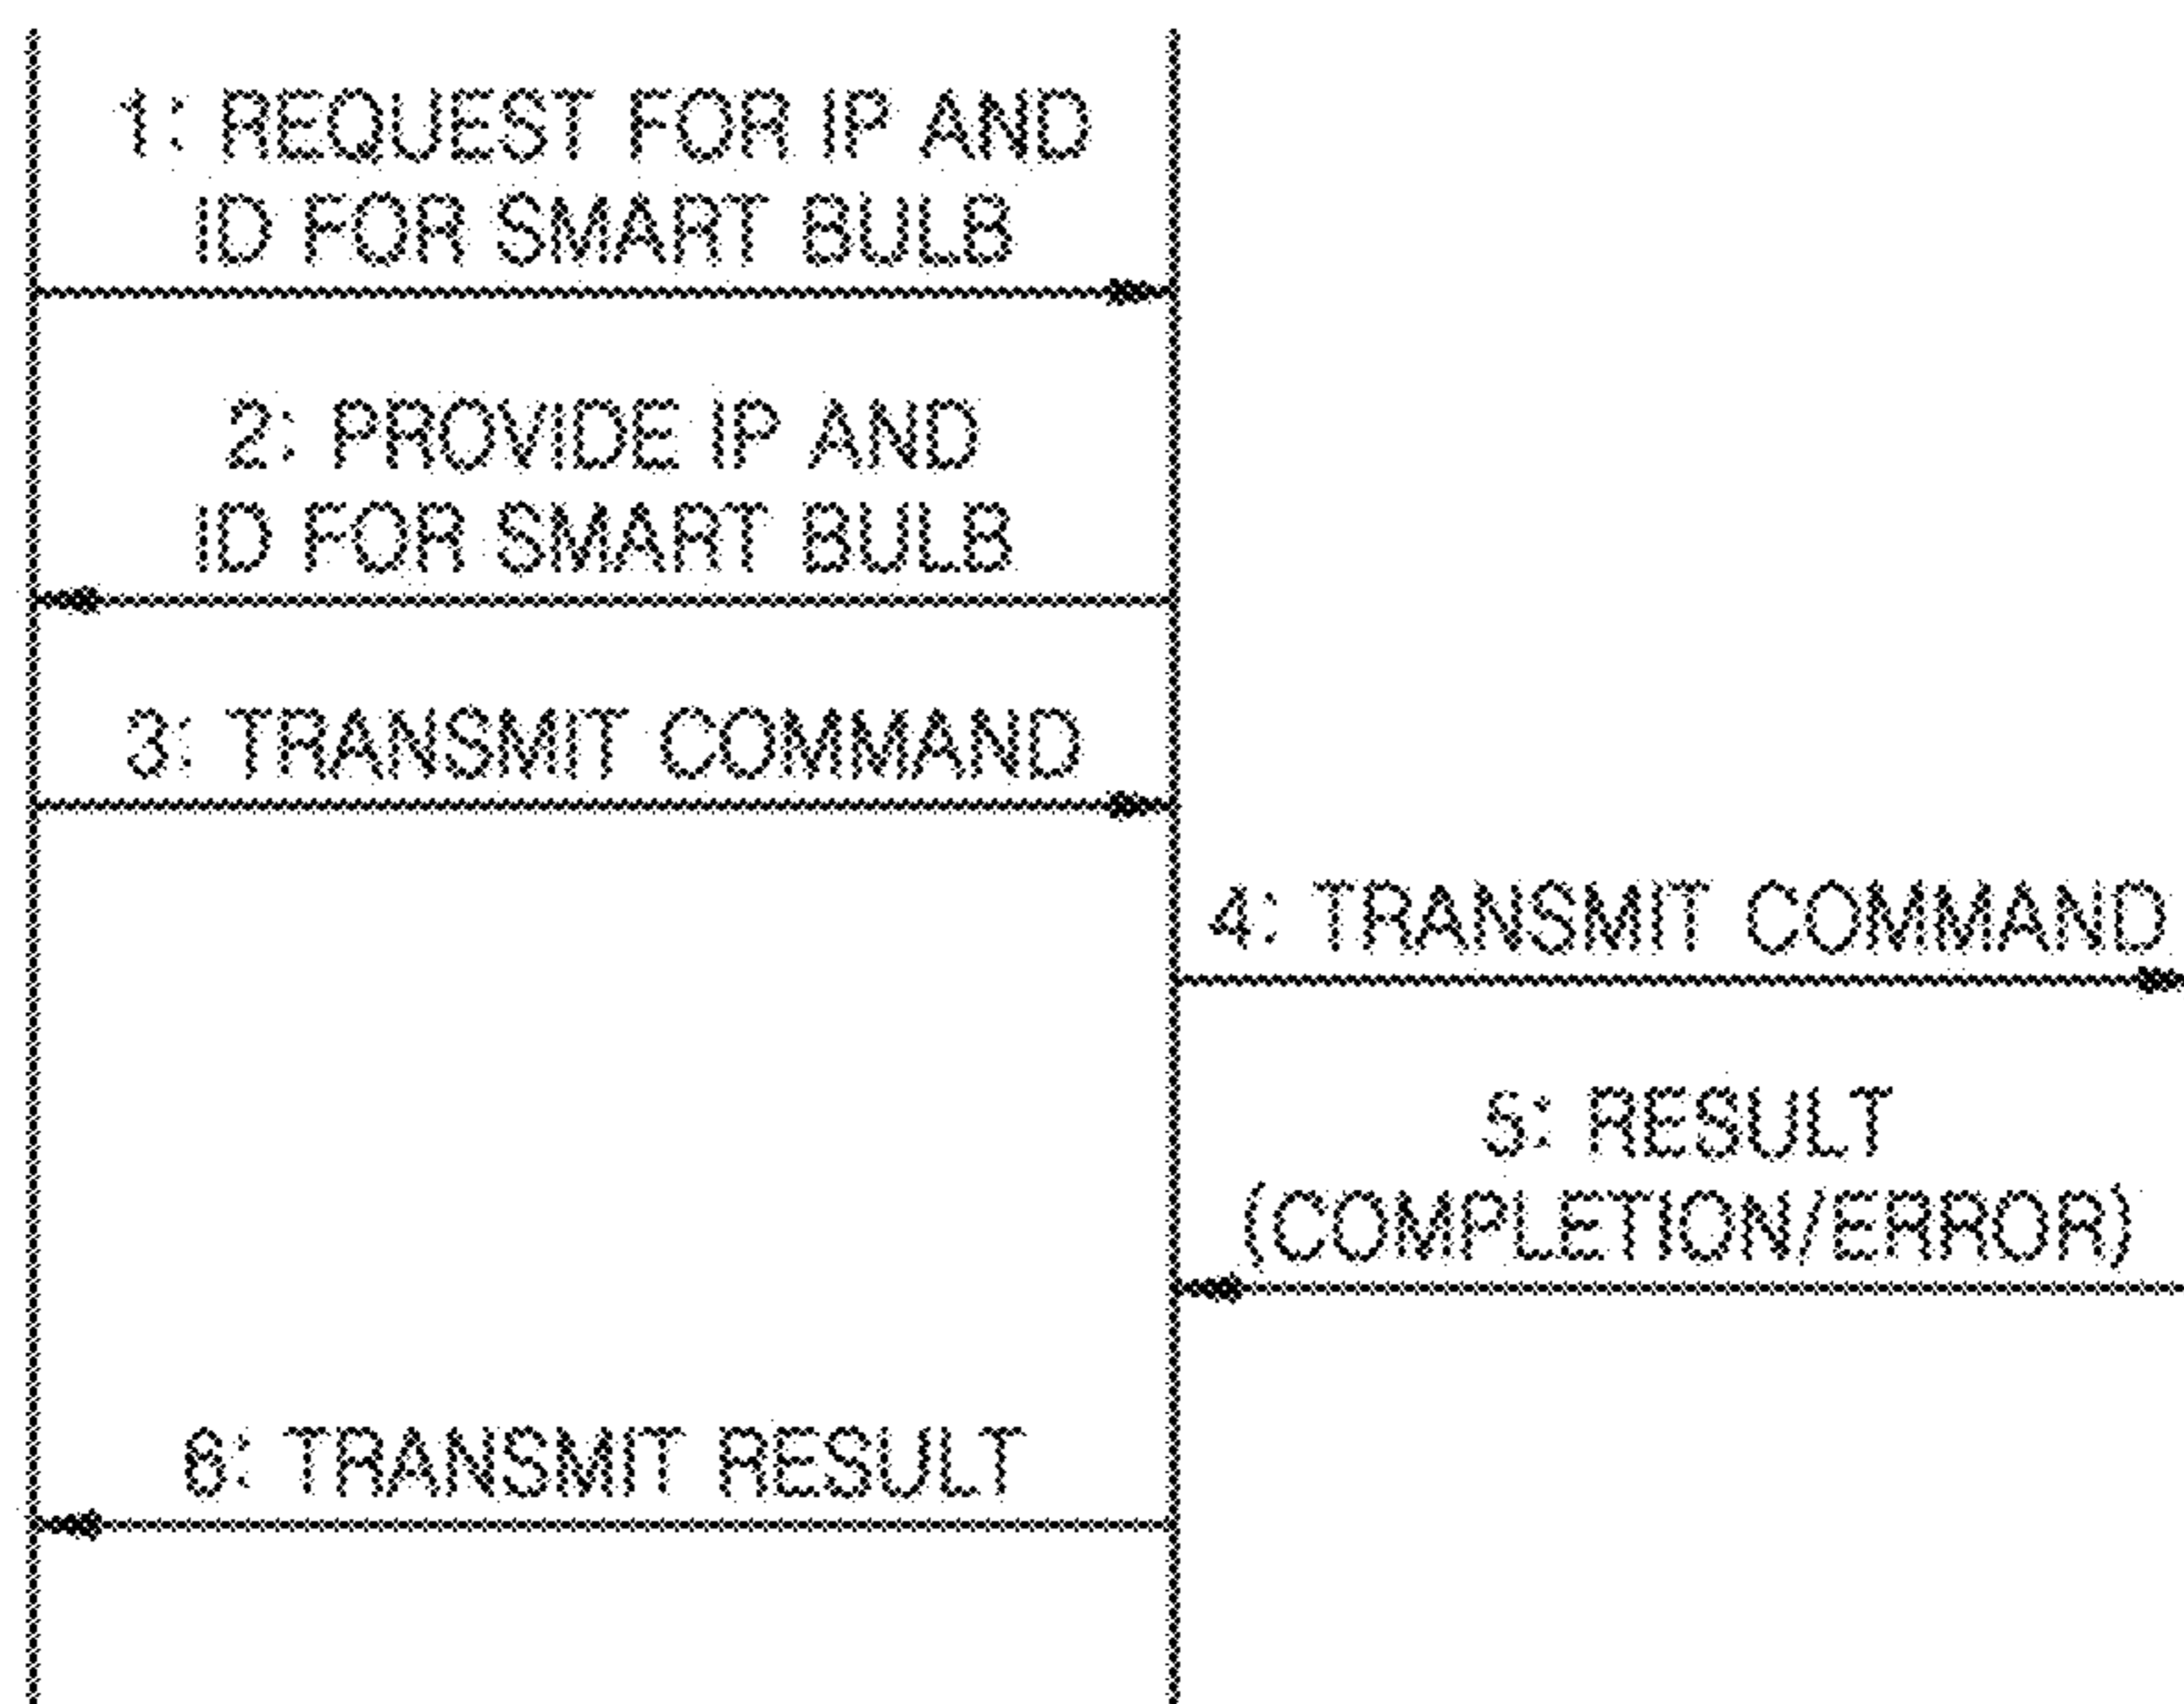 1: REQUEST FOR IP AND
ID FOR SMART BULB
2: PROVIDE IP AND
ID FOR SMART BULB
3: TRANSMIT COMMAND
4: TRANSMIT COMMAND
5: RESULT
(COMPLETION/ERROR)
6: TRANSMIT RESULT